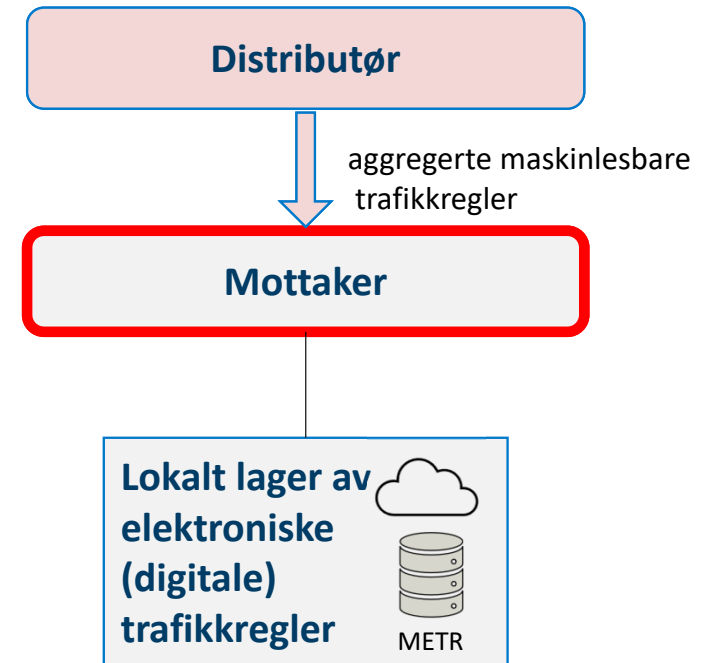 Distributør
aggregerte maskinlesbare
trafikkregler
Mottaker
Lokalt lager av
elektroniske
(digitale)
trafikkregler
METR